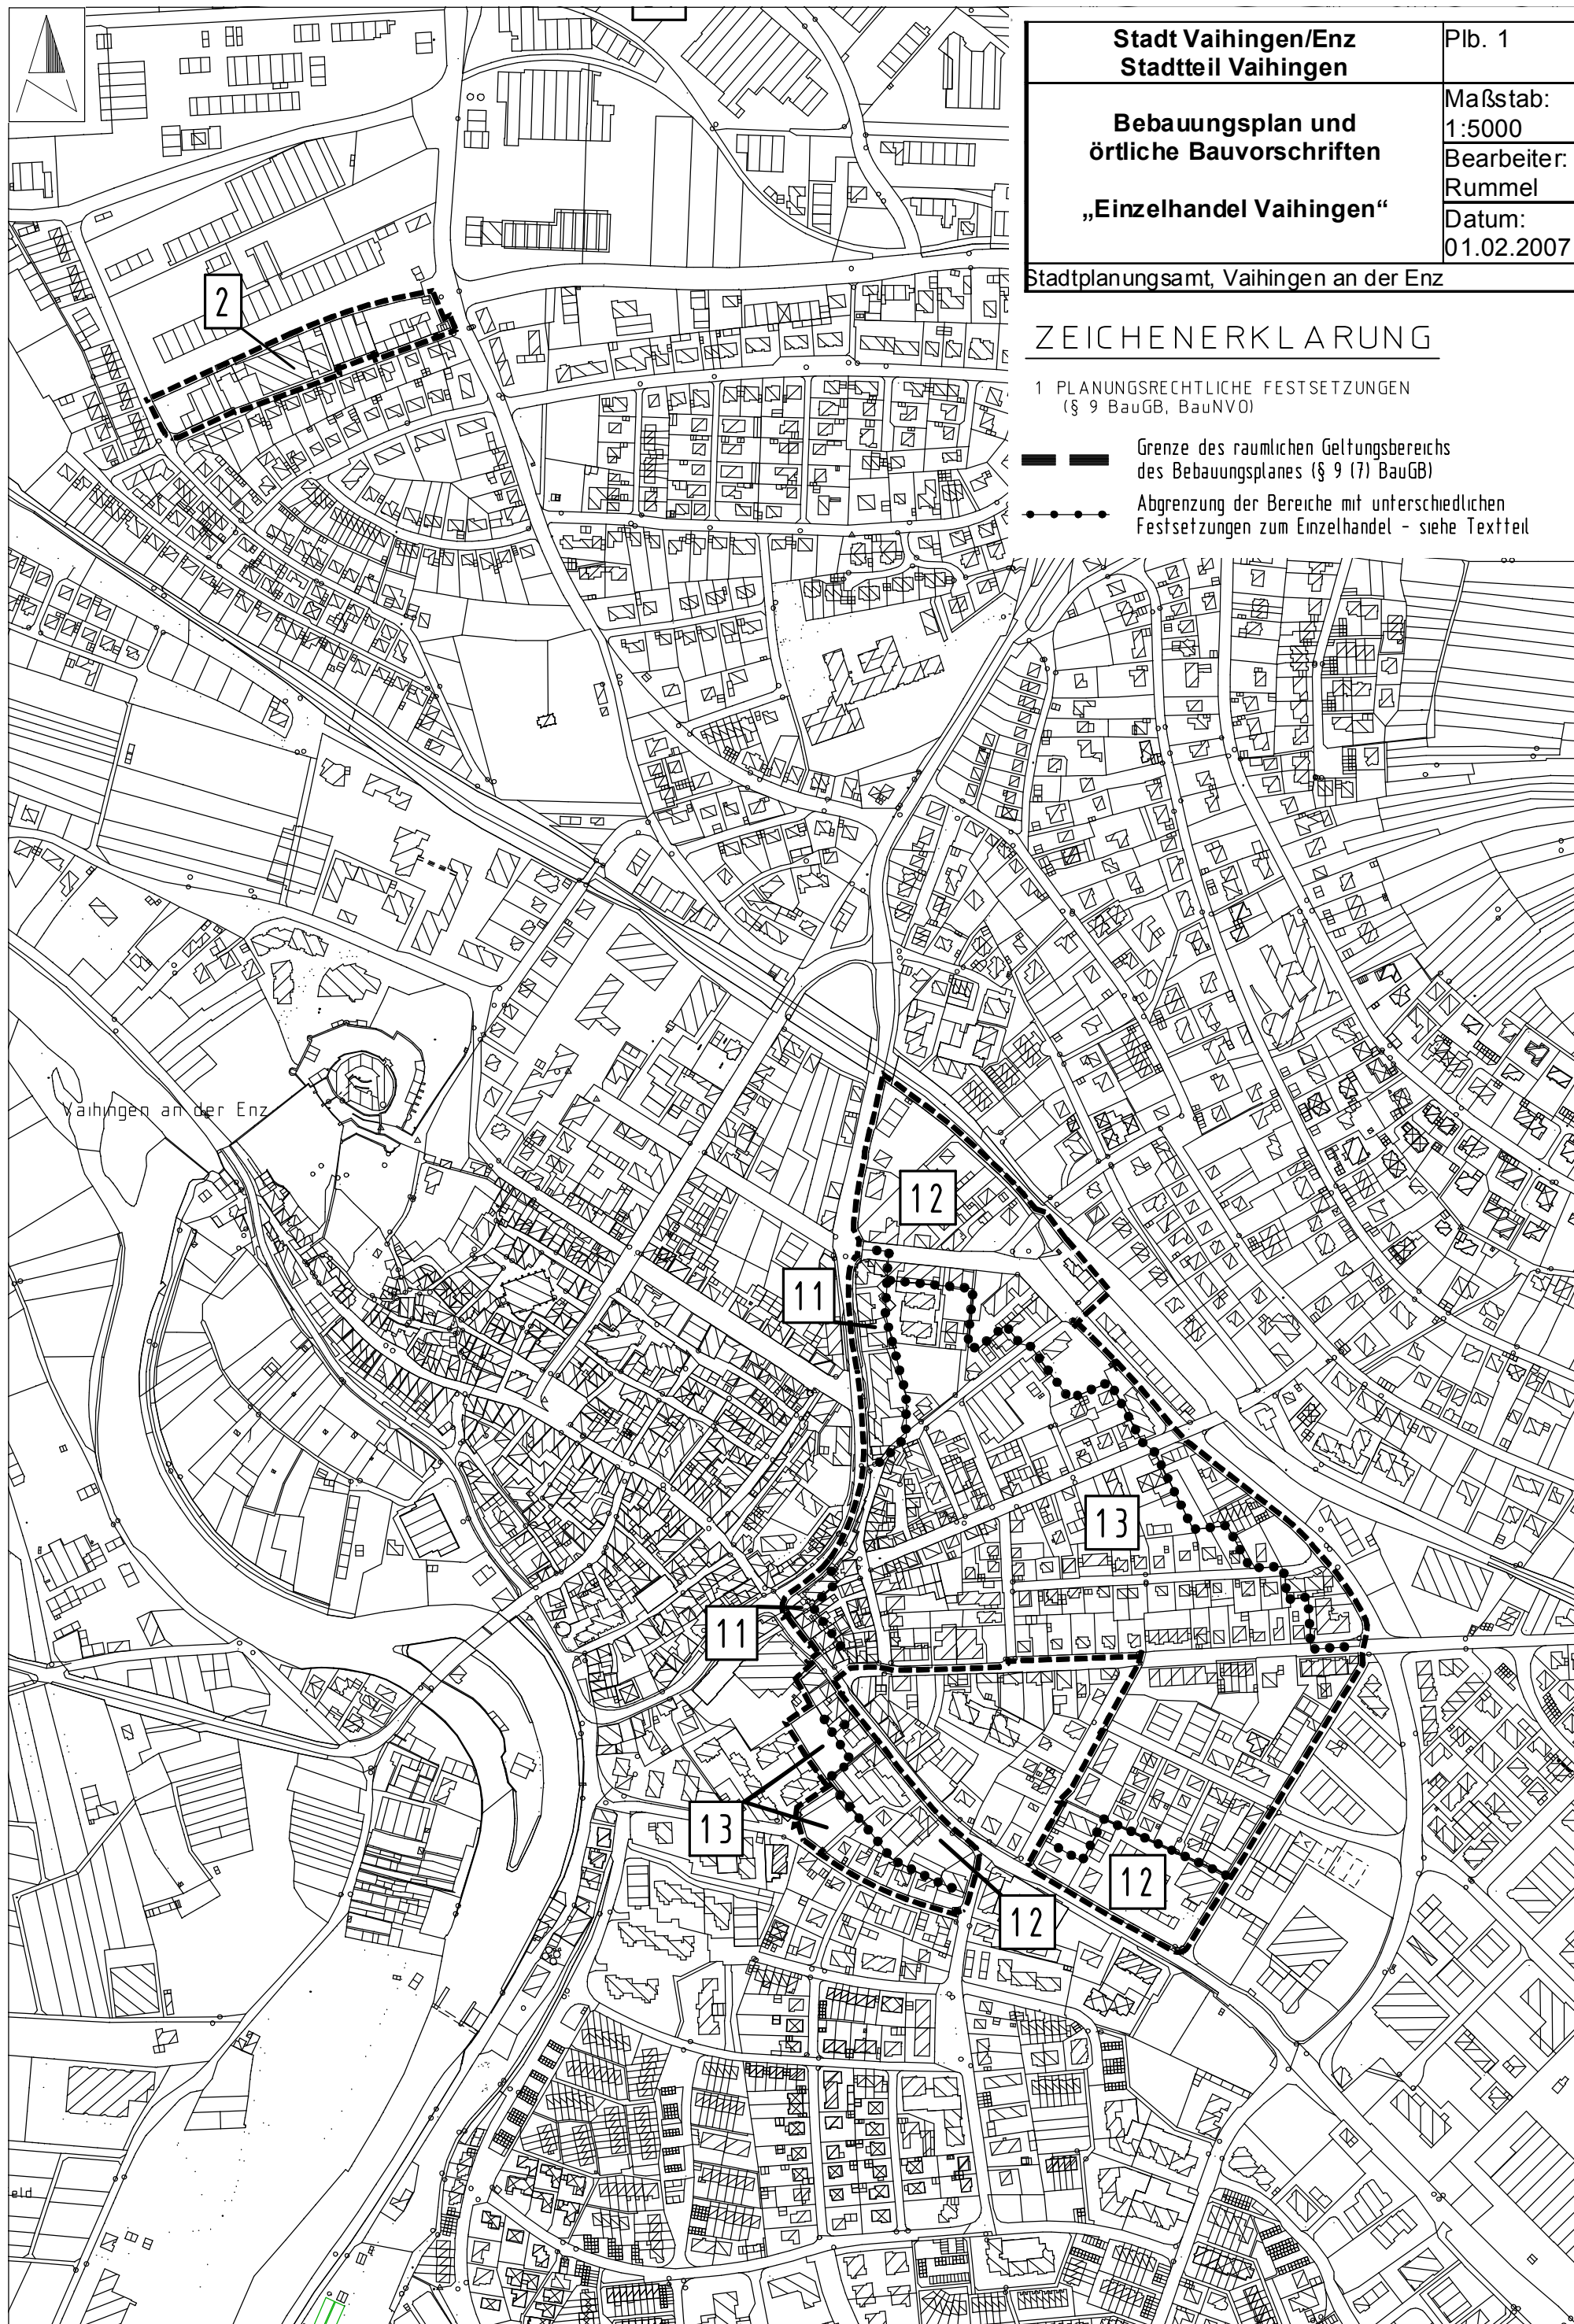 Stadt Vaihingen/Enz
Stadtteil Vaihingen
Plb. 1
Bebauungsplan und
örtliche Bauvorschriften
„Einzelhandel Vaihingen“
Maßstab:
1:5000
Bearbeiter:
Rummel
Datum:
01.02.2007
Stadtplanungsamt, Vaihingen an der Enz
ZEICHENERKLARUNG
1 PLANUNGSRECHTLICHE FESTSETZUNGEN
(§ 9 BauGB, BauNVO)
Grenze des raumlichen Geltungsbereichs
des Bebauungsplanes (§ 9 (7) BauGB)
Abgrenzung der Bereiche mit unterschiedlichen
Festsetzungen zum Einzelhandel - siehe Textteil
2
Vaihingen an der Enz
12
11
13
11
13
12
12
eld